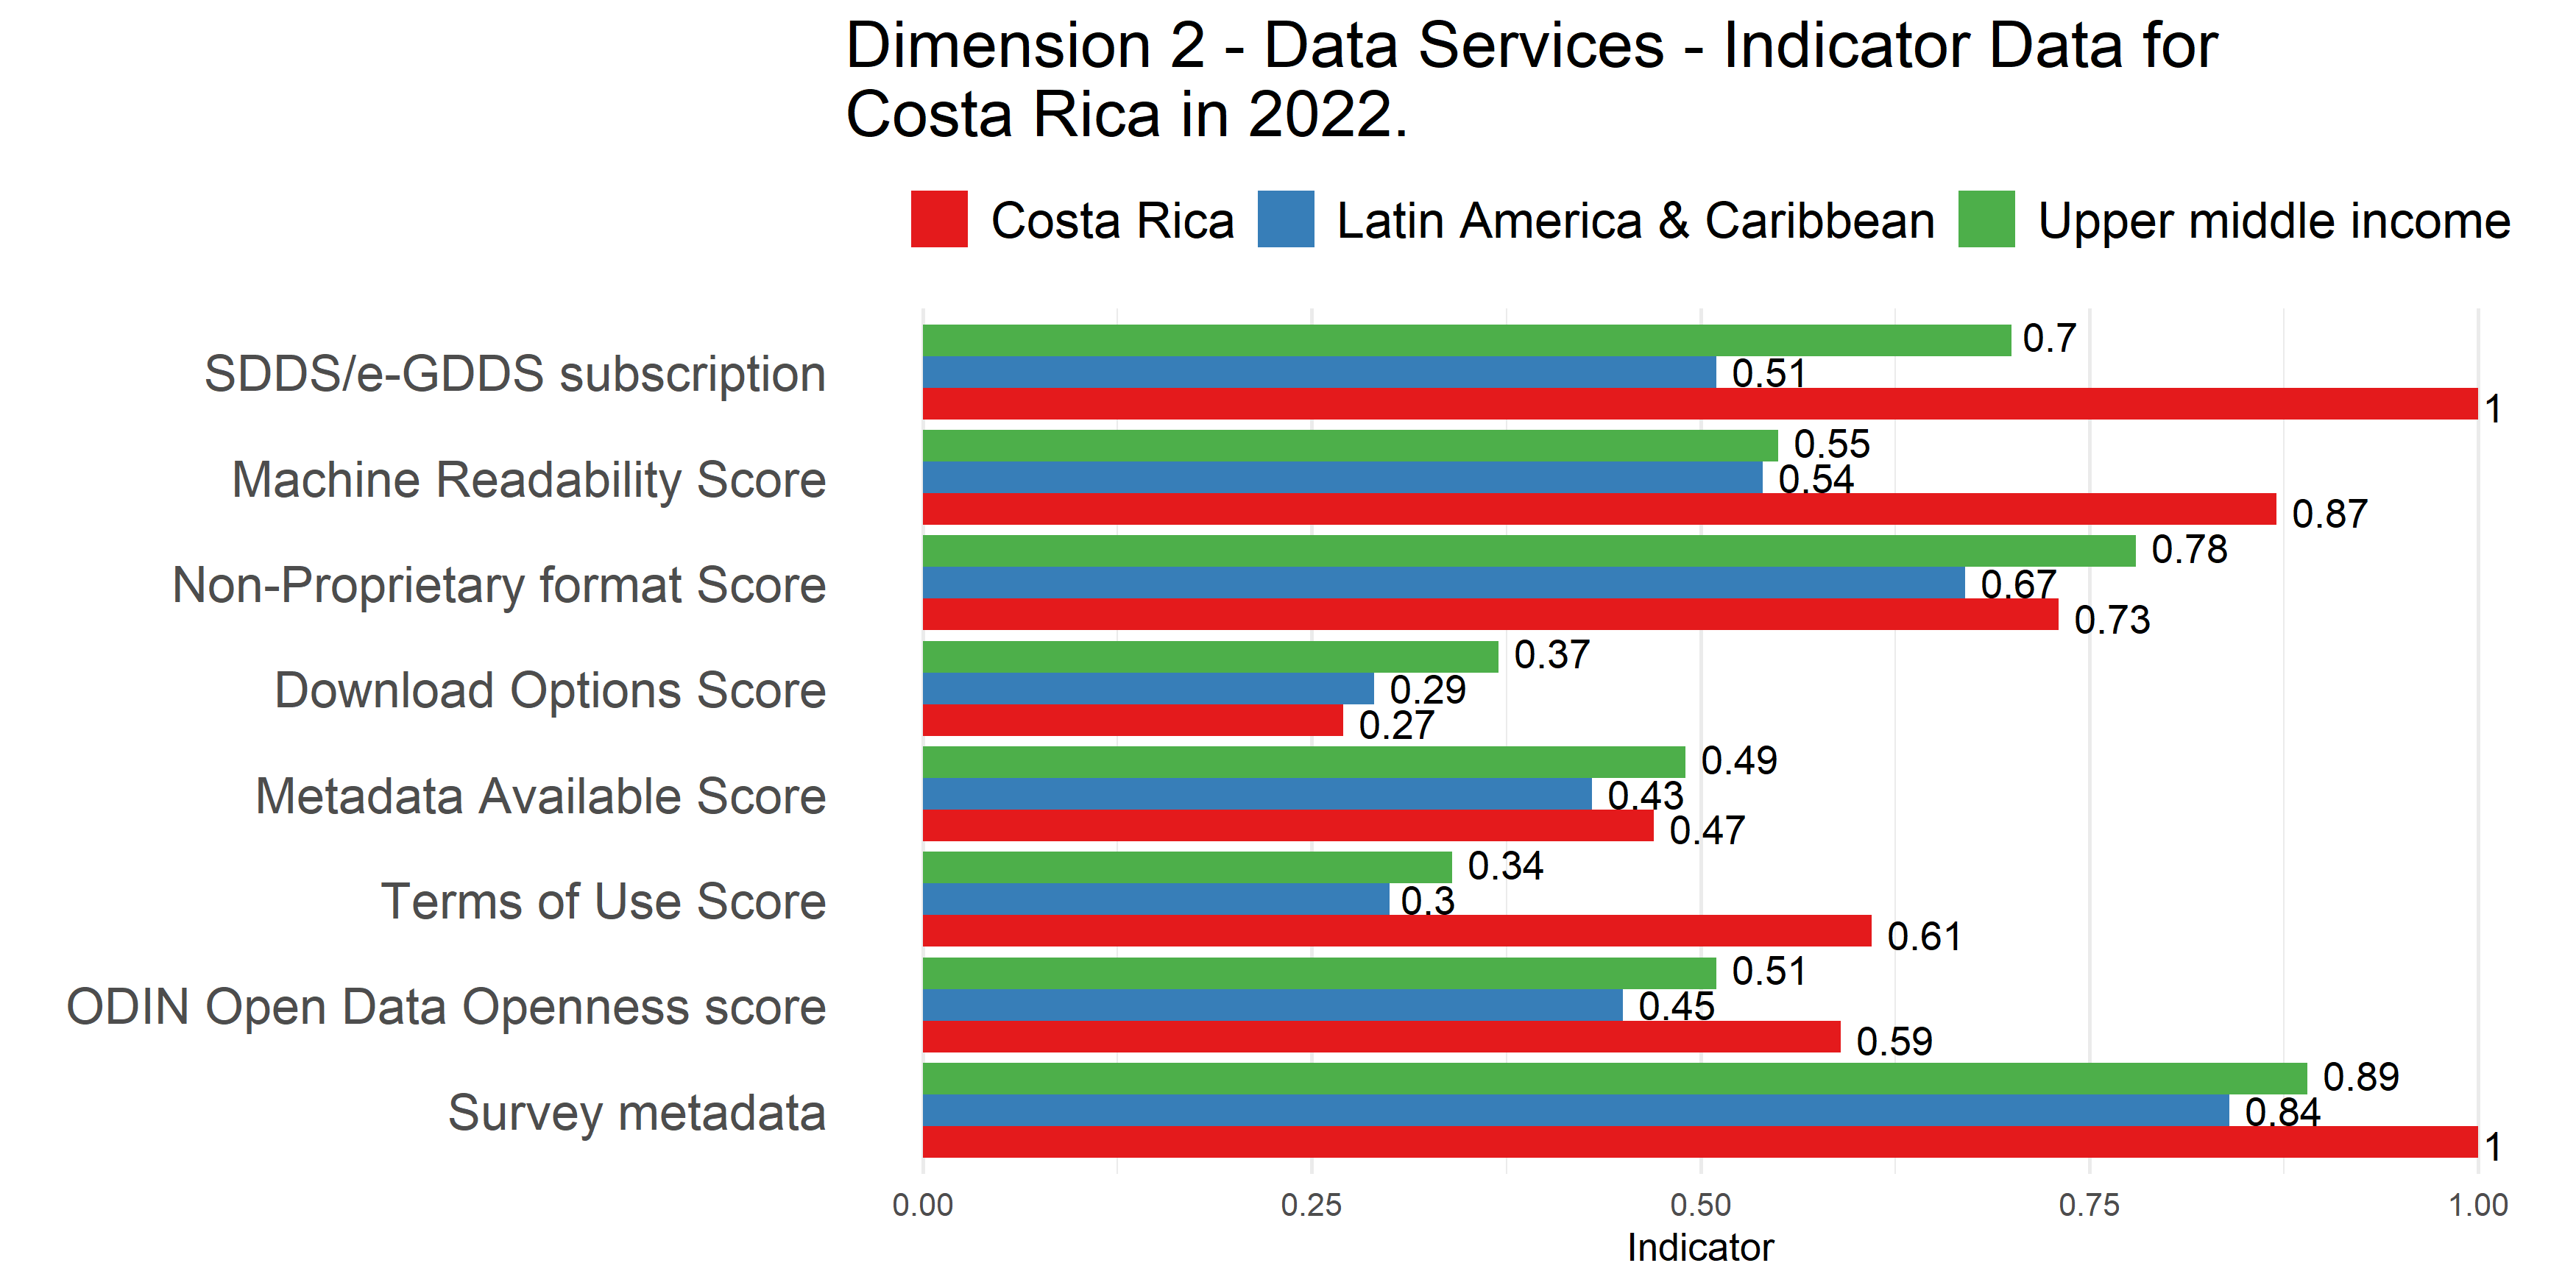 Dimension 2 - Data Services - Indicator Data for
Costa Rica in 2022.
Costa Rica Latin America & Caribbean Upper middle income
SDDS/e-GDDS subscription
0.7
0.51
1
Machine Readability Score
0.55
0.54
0.87
Non-Proprietary format Score
0.78
0.67
0.73
Download Options Score
0.37
0.29
0.27
Metadata Available Score
0.49
0.43
0.47
Terms of Use Score
0.34
0.3
0.61
ODIN Open Data Openness score
0.51
0.45
0.59
Survey metadata
0.89
0.84
1
0.00 0.25 0.50 0.75 1.00
Indicator